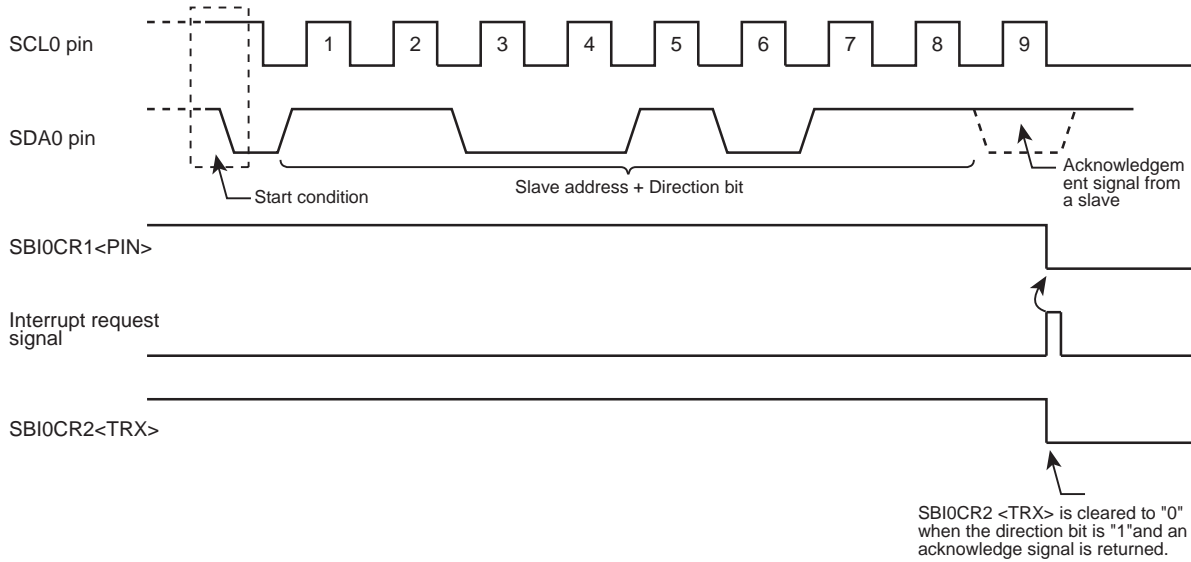 SCL0 pin
1 2 3 4 5 6 7 8 9
SDA0 pin
Start condition
Slave address + Direction bit
Acknowledgem
ent signal from
a slave
SBI0CR1<PIN>
Interrupt request
signal
SBI0CR2<TRX>
SBI0CR2 <TRX> is cleared to "0"
when the direction bit is "1"and an
acknowledge signal is returned.